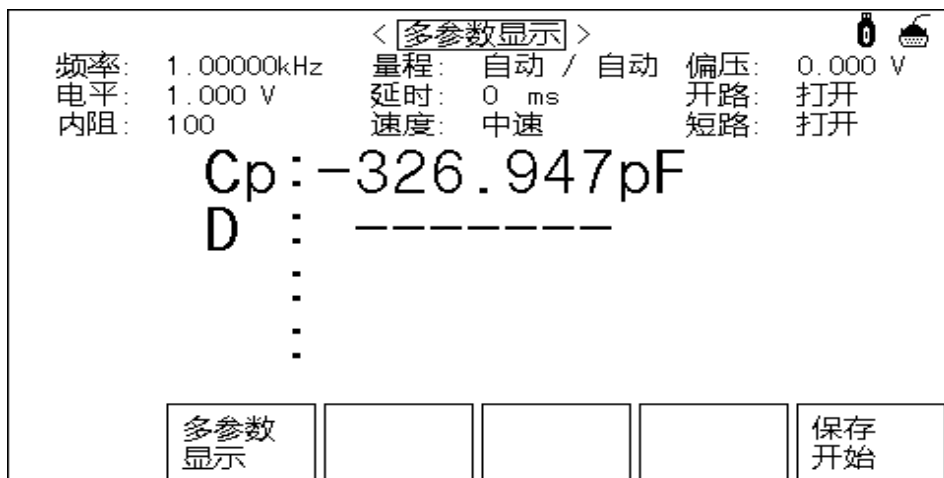 < 多参数显示 >
频率: 1.00000kHz 量程: 自动 / 自动 偏压: 0.000 V
电平: 1.000 V 延时: 0 ms 开路: 打开
内阻: 100 速度: 中速 短路: 打开
Cp:-326.947pF
D : -------
:
:
多参数
显示
保存
开始